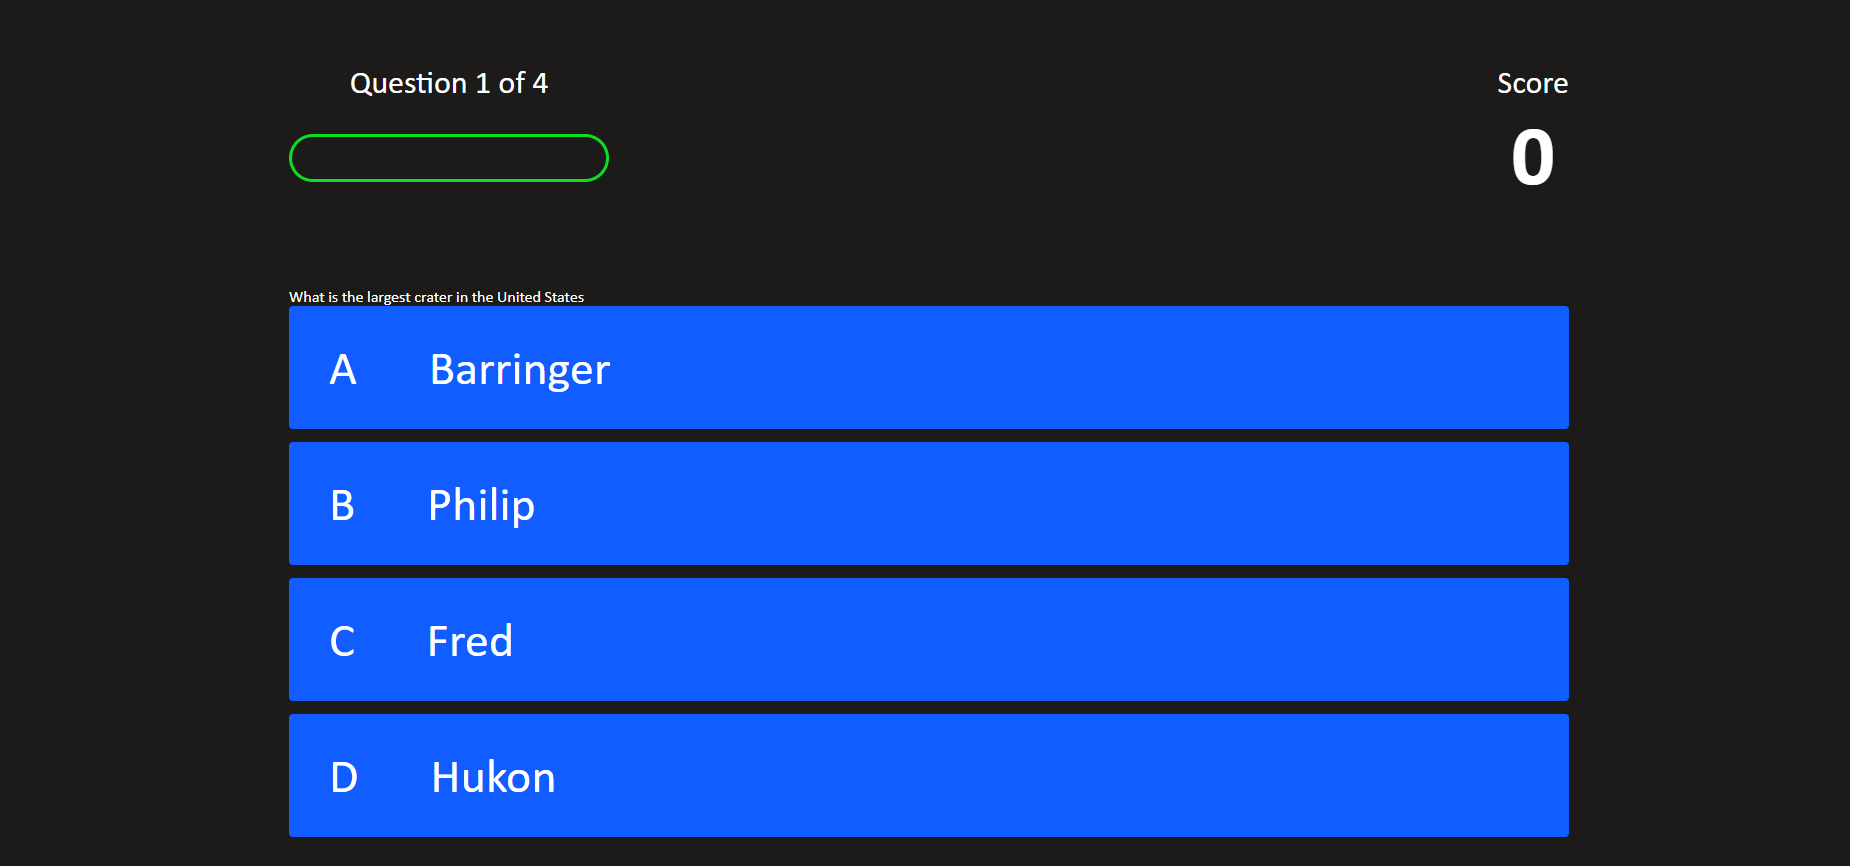 Question 1 of 4
Score
0
What is the largest crater in the United States
A Barringer
B Philip
C Fred
D Hukon